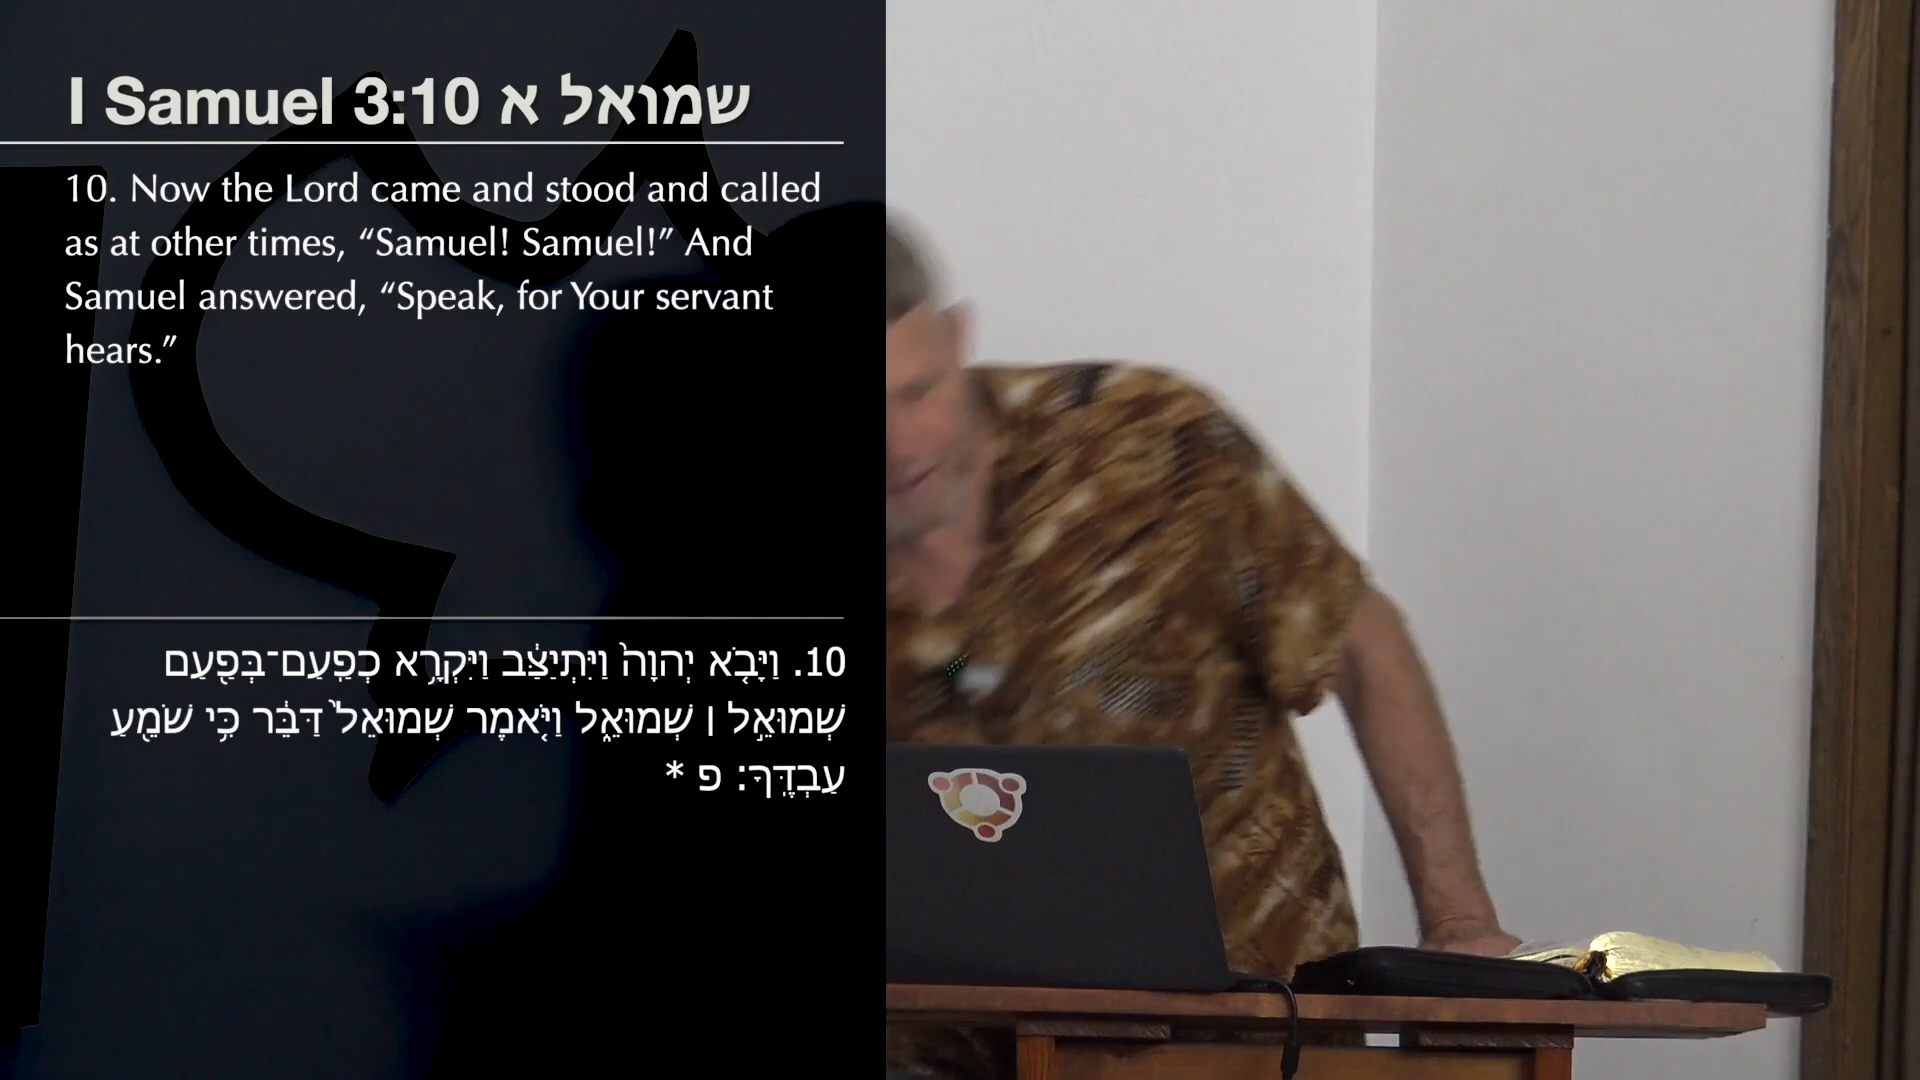 I Samuel 3:10 שמואל א
10. Now the Lord came and stood and called
as at other times, “Samuel! Samuel!” And
Samuel answered, “Speak, for Your servant
hears.”
10. וַיָּבֹ֤א יְהוָה֙ וַיִּתְיַצַּ֔ב וַיִּקְרָ֥א כְפַֽעַם־בְּפַ֖עַם
שְׁמוּאֵ֣ל ׀ שְׁמוּאֵ֑ל וַיֹּ֤אמֶר שְׁמוּאֵל֙ דַּבֵּ֔ר כִּ֥י שֹׁמֵ֖עַ
עַבְדֶּֽךָ׃ פ *